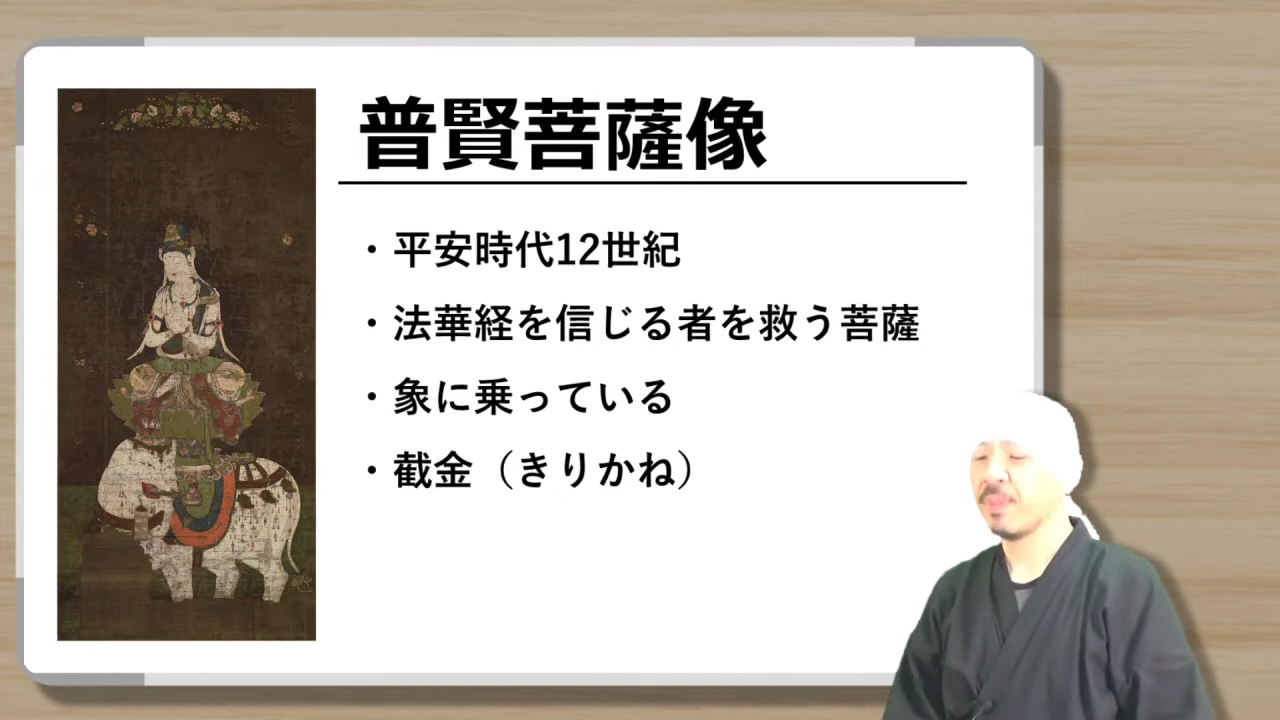 普賢菩薩像
・平安時代12世紀
・法華経を信じる者を救う菩薩
・象に乗っている
・截金（きりかね）